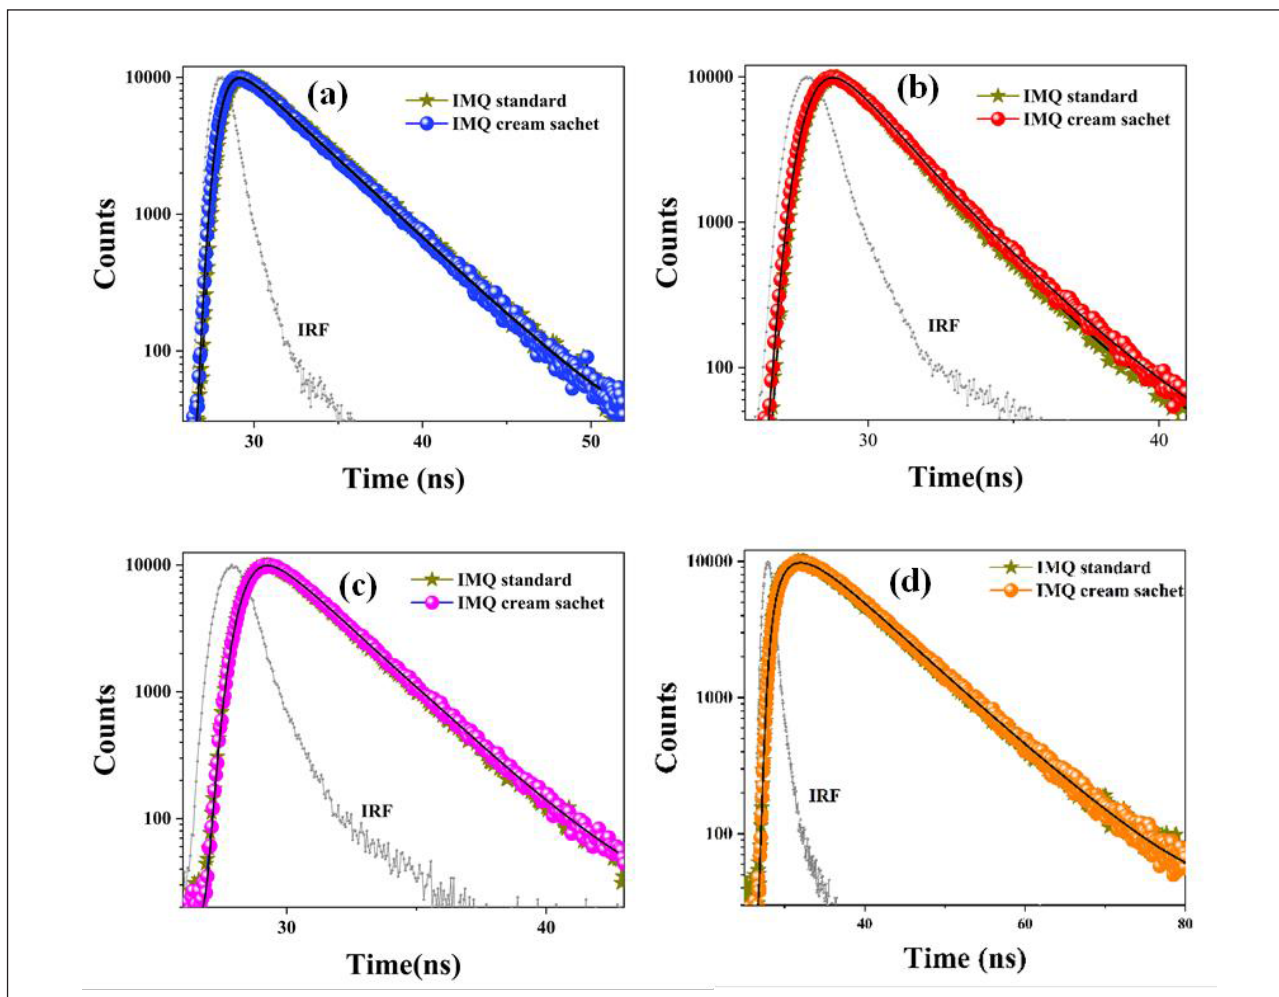 (a)
IMQ standard
IMQ cream sachet
10000
1000
100
Counts
IRF
30
40
50
Time (ns)
(b)
IMQ standard
IMQ cream sachet
10000
1000
100
Counts
IRF
30
40
Time(ns)
(c)
IMQ standard
IMQ cream sachet
10000
1000
100
Counts
IRF
30
40
Time(ns)
(d)
IMQ standard
IMQ cream sachet
10000
1000
100
Counts
IRF
40
60
80
Time (ns)